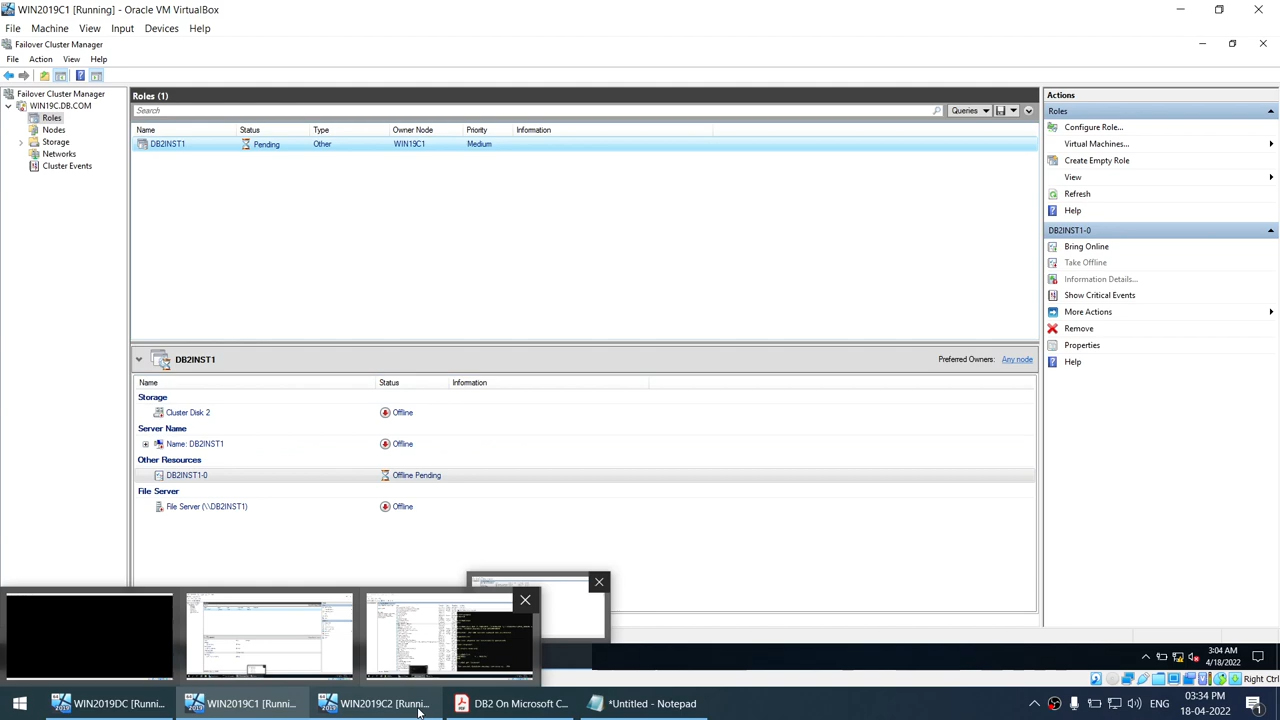 WIN2019C1 [Running] - Oracle VM VirtualBox
File Machine View Input Devices Help
Failover Cluster Manager
File Action View Help
Failover Cluster Manager
WIN19C.DB.COM
Roles
Nodes
Storage
Networks
Cluster Events
Roles (1)
Search
Queries
Name Status Type Owner Node Priority Information
DB2INST1 Pending Other WIN19C1 Medium
DB2INST1
Preferred Owners: Any node
Name Status Information
Storage
Cluster Disk 2 Offline
Server Name
Name: DB2INST1 Offline
Other Resources
DB2INST1-0 Offline Pending
File Server
File Server (\\DB2INST1) Offline
Actions
Roles
Configure Role...
Virtual Machines...
Create Empty Role
View
Refresh
Help
DB2INST1-0
Bring Online
Take Offline
Information Details...
Show Critical Events
More Actions
Remove
Properties
Help
3:04 AM
4/18/2022
Right Ctrl
WIN2019DC [Runni...
WIN2019C1 [Runni...
WIN2019C2 [Runni...
DB2 On Microsoft C...
*Untitled - Notepad
03:34 PM
18-04-2022